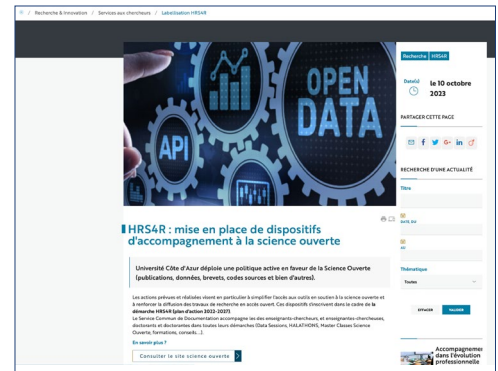 / Recherche & Innovation / Services aux chercheurs / Labellisation HRS4R
OPEN
DATA
API
Recherche HRS4R
Date(s)
le 10 octobre
2023
PARTAGER CETTE PAGE
RECHERCHE D'UNE ACTUALITÉ
Titre
DATE, DU
AU
Thématique
Toutes
EFFACER VALIDER
HRS4R : mise en place de dispositifs
d'accompagnement à la science ouverte
Université Côte d'Azur déploie une politique active en faveur de la Science Ouverte
(publications, données, brevets, codes sources et bien d'autres).
Les actions prévues et réalisées visent en particulier à simplifier l'accès aux outils en soutien à la science ouverte et
à renforcer la diffusion des travaux de recherche en accès ouvert. Ces dispositifs s'inscrivent dans le cadre de la
démarche HRS4R (plan d'action 2022-2027).
Le Service Commun de Documentation accompagne les des enseignants-chercheurs, et enseignantes-chercheuses,
doctorants et doctorantes dans toutes leurs démarches (Data Sessions, HALATHONS, Master Classes Science
Ouverte, formations, conseils...).
En savoir plus ?
Consulter le site science ouverte
Accompagnement
dans l'évolution
professionnelle